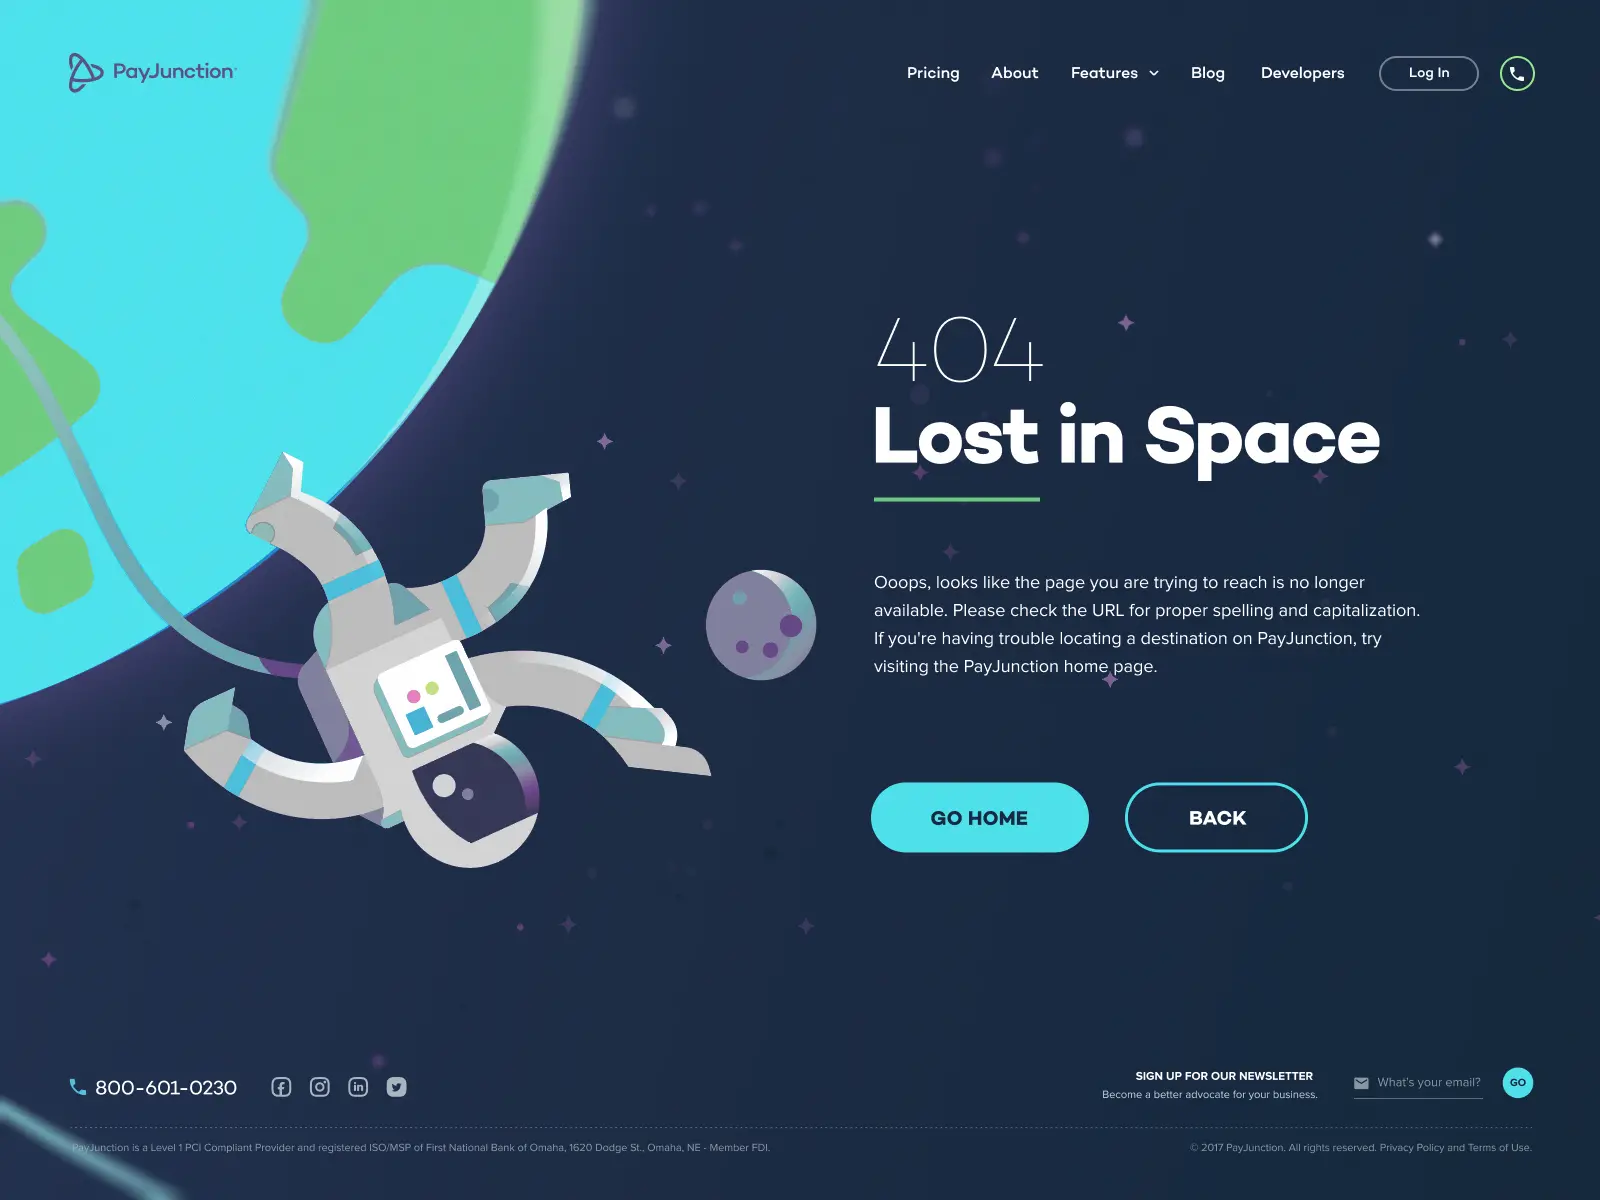 PayJunction
Pricing About Features Blog Developers Log In
404
Lost in Space
Ooops, looks like the page you are trying to reach is no longer
available. Please check the URL for proper spelling and capitalization.
If you're having trouble locating a destination on PayJunction, try
visiting the PayJunction home page.
GO HOME BACK
800-601-0230
SIGN UP FOR OUR NEWSLETTER
Become a better advocate for your business.
What's your email? GO
PayJunction is a Level 1 PCI Compliant Provider and registered ISO/MSP of First National Bank of Omaha, 1620 Dodge St., Omaha, NE - Member FDI.
© 2017 PayJunction. All rights reserved. Privacy Policy and Terms of Use.